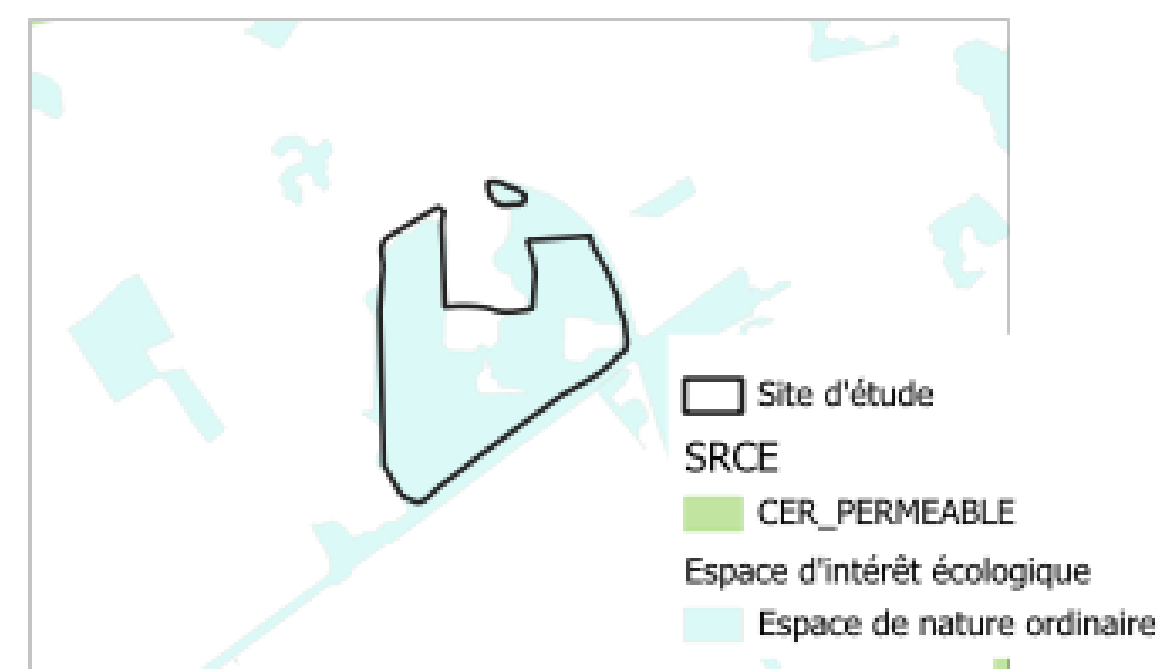 Site d'étude
SRCE
CER_PERMEABLE
Espace d'intérêt écologique
Espace de nature ordinaire